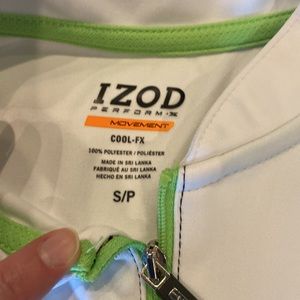 IZOD
PERFORM-X
MOVEMENT
COOL-FX
100% POLYESTER / POLIÉSTER
MADE IN SRI LANKA
FABRIQUÉ AU SRI LANKA
HECHO EN SRI LANKA
S/P